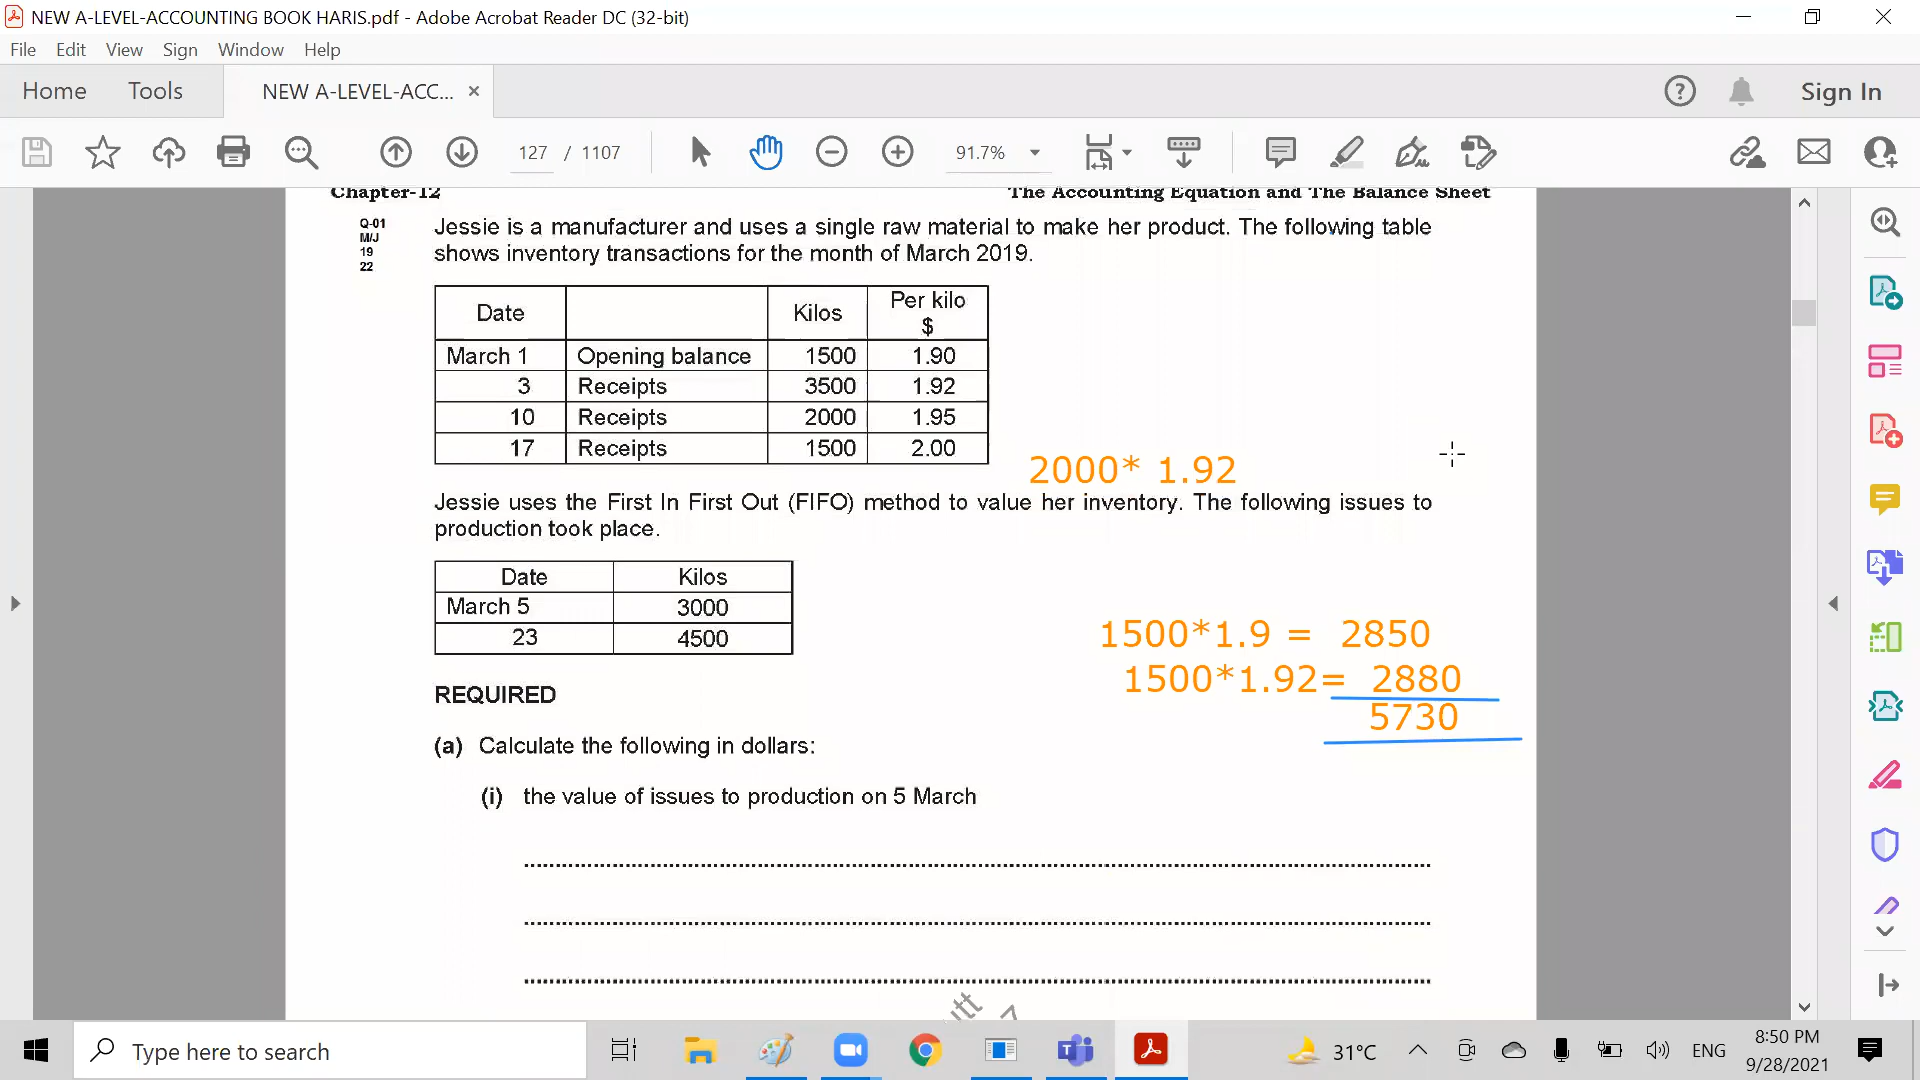 NEW A-LEVEL-ACCOUNTING BOOK HARIS.pdf - Adobe Acrobat Reader DC (32-bit)
File Edit View Sign Window Help
Home Tools NEW A-LEVEL-ACC... × Sign In
127 / 1107 91.7%
Chapter-12 The Accounting Equation and The Balance Sheet
Q-01
M/J
19
22
Jessie is a manufacturer and uses a single raw material to make her product. The following table
shows inventory transactions for the month of March 2019.
Date Kilos Per kilo $
March 1 Opening balance 1500 1.90
3 Receipts 3500 1.92
10 Receipts 2000 1.95
17 Receipts 1500 2.00
2000* 1.92
Jessie uses the First In First Out (FIFO) method to value her inventory. The following issues to
production took place.
Date Kilos
March 5 3000
23 4500
1500*1.9 = 2850
1500*1.92= 2880
5730
REQUIRED
(a) Calculate the following in dollars:
(i) the value of issues to production on 5 March
Type here to search
31°C ENG 8:50 PM
9/28/2021